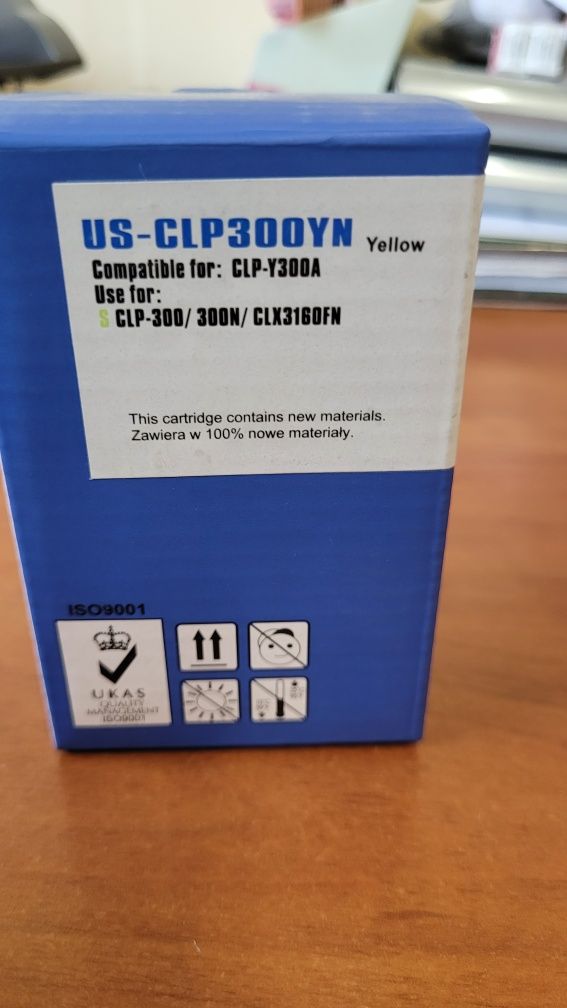 US-CLP300YN Yellow
Compatible for: CLP-Y300A
Use for:
S CLP-300/ 300N/ CLX3160FN
This cartridge contains new materials.
Zawiera w 100% nowe materiały.
ISO9001
UKAS
QUALITY
MANAGEMENT
ISO9001